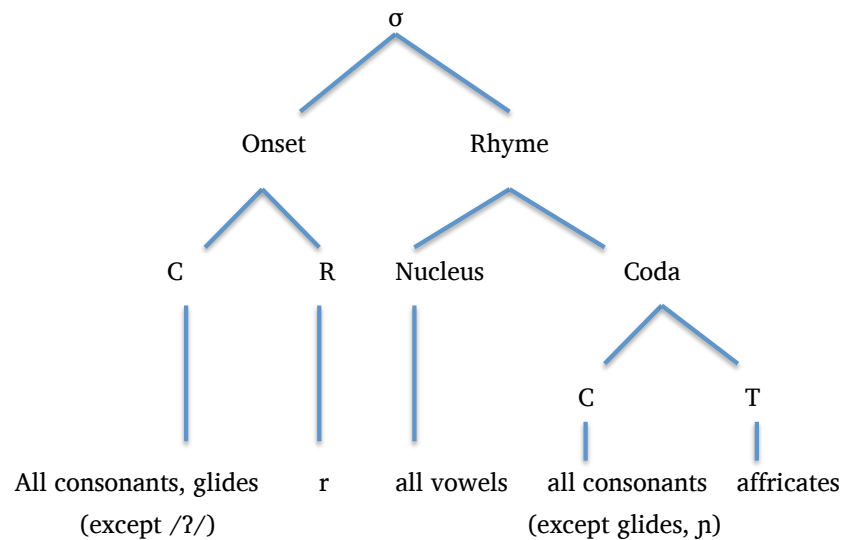 σ
Onset Rhyme
C R Nucleus Coda
C T
All consonants, glides r all vowels all consonants affricates
(except /ʔ/) (except glides, ɲ)